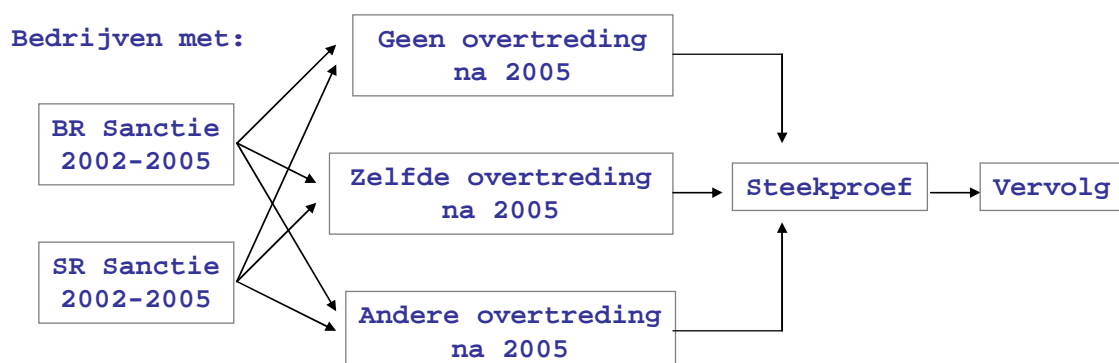 Bedrijven met:
BR Sanctie
2002-2005
SR Sanctie
2002-2005
Geen overtreding
na 2005
Zelfde overtreding
na 2005
Andere overtreding
na 2005
Steekproef
Vervolg